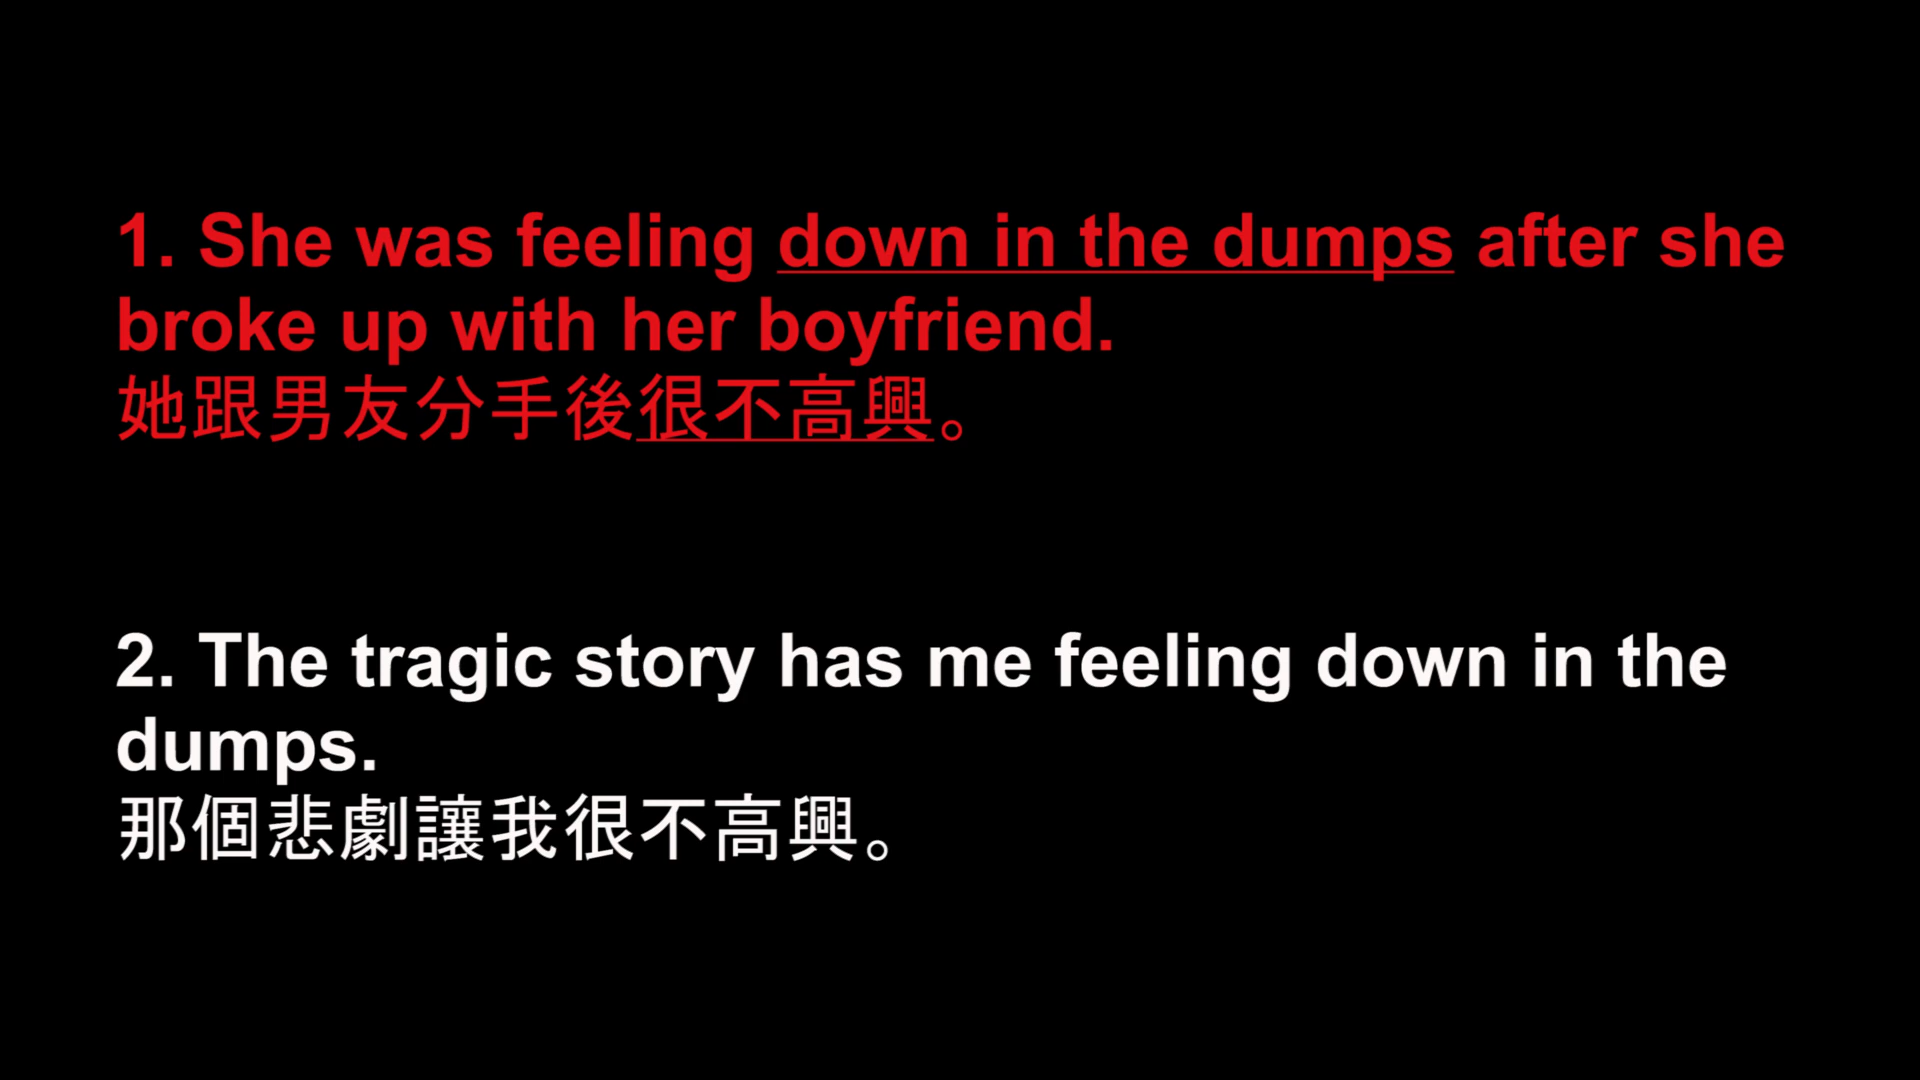 1. She was feeling down in the dumps after she
broke up with her boyfriend.
她跟男友分手後很不高興。
2. The tragic story has me feeling down in the
dumps.
那個悲劇讓我很不高興。